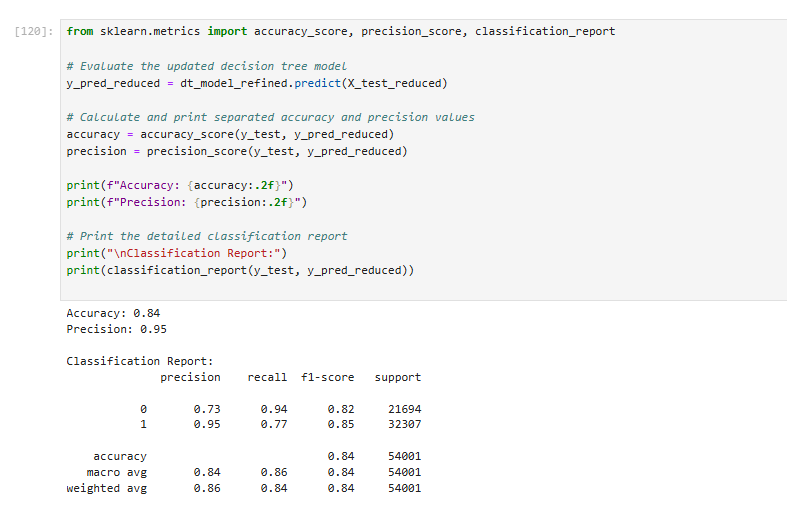 [120]: from sklearn.metrics import accuracy_score, precision_score, classification_report
# Evaluate the updated decision tree model
y_pred_reduced = dt_model_refined.predict(X_test_reduced)
# Calculate and print separated accuracy and precision values
accuracy = accuracy_score(y_test, y_pred_reduced)
precision = precision_score(y_test, y_pred_reduced)
print(f"Accuracy: {accuracy:.2f}")
print(f"Precision: {precision:.2f}")
# Print the detailed classification report
print("\nClassification Report:")
print(classification_report(y_test, y_pred_reduced))
Accuracy: 0.84
Precision: 0.95
Classification Report:
precision recall f1-score support
0 0.73 0.94 0.82 21694
1 0.95 0.77 0.85 32307
accuracy 0.84 54001
macro avg 0.84 0.86 0.84 54001
weighted avg 0.86 0.84 0.84 54001